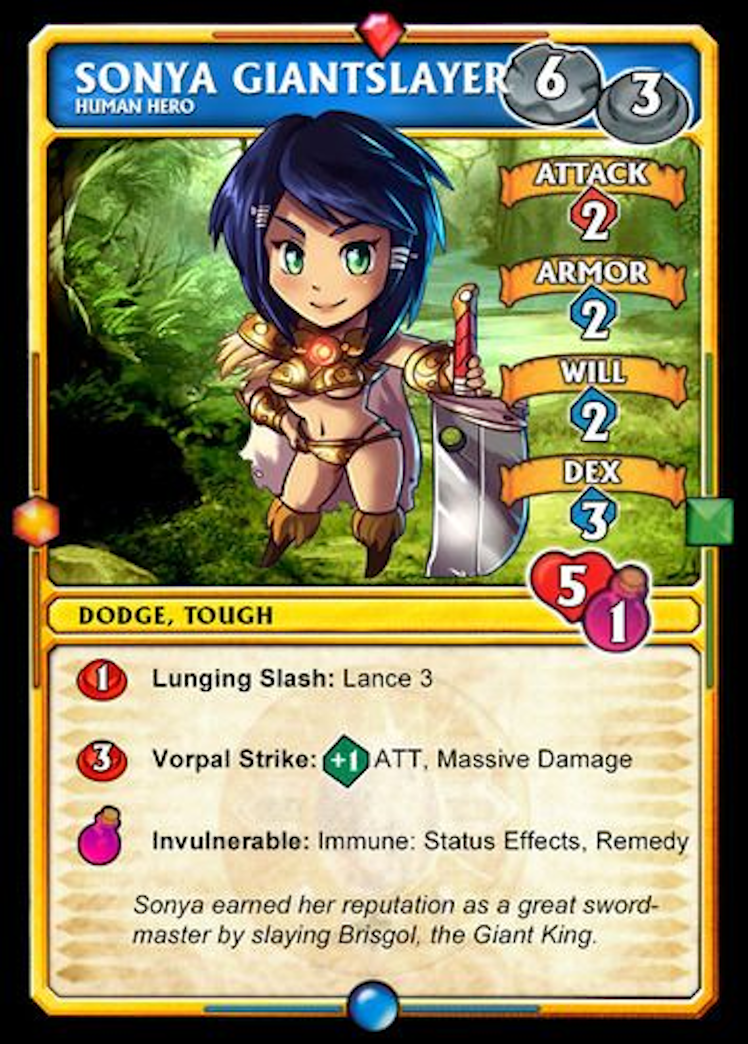 SONYA GIANTSLAYER 6 3
HUMAN HERO
ATTACK
2
ARMOR
2
WILL
2
DEX
3
5 1
DODGE, TOUGH
1 Lunging Slash: Lance 3
3 Vorpal Strike: +1 ATT, Massive Damage
Invulnerable: Immune: Status Effects, Remedy
Sonya earned her reputation as a great sword-
master by slaying Brisgol, the Giant King.